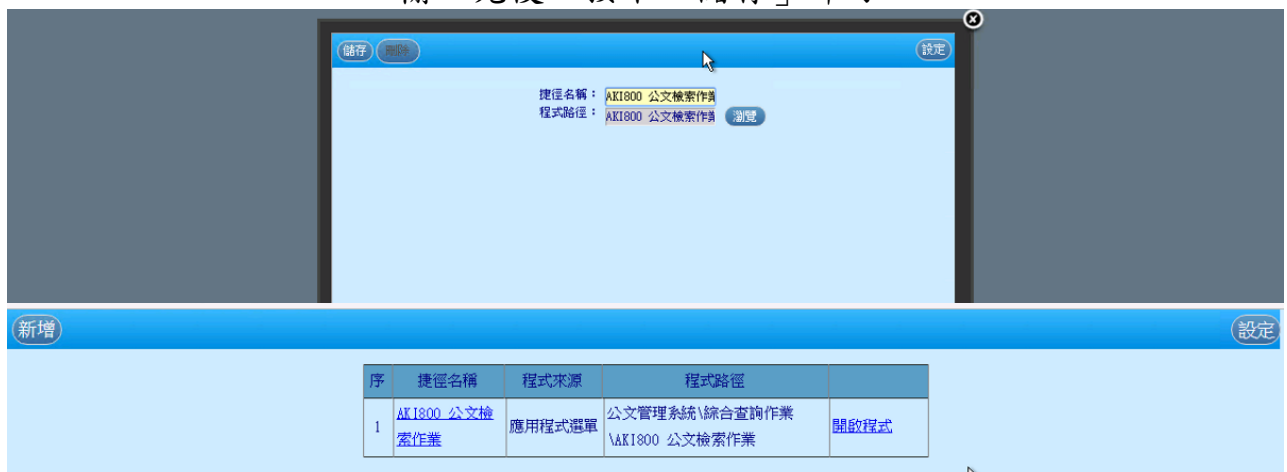 儲存 刪除 設定
捷徑名稱： AKI800 公文檢索作業
程式路徑： AKI800 公文檢索作業 瀏覽
新增 設定
序 捷徑名稱 程式來源 程式路徑
1 AKI800 公文檢索作業 應用程式選單 公文管理系統\綜合查詢作業\AKI800 公文檢索作業 開啟程式